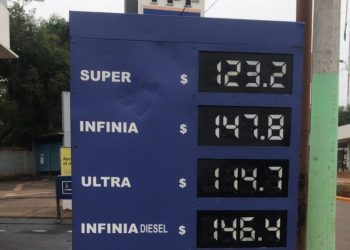 SUPER $ 123.2
INFINIA $ 147.8
ULTRA $ 114.7
INFINIA DIESEL $ 146.4